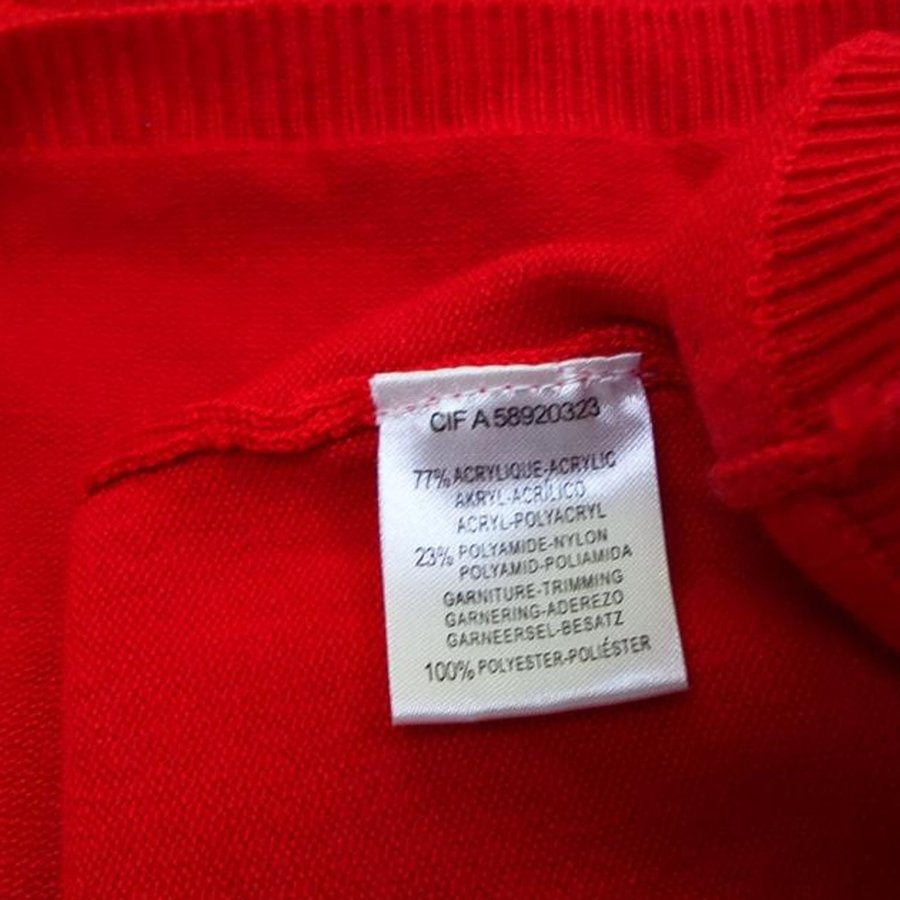 CIF A 58920323
77% ACRYLIQUE-ACRYLIC
AKRYL-ACRÍLICO
ACRYL-POLYACRYL
23% POLYAMIDE-NYLON
POLYAMID-POLIAMIDA
GARNITURE-TRIMMING
GARNERING-ADEREZO
GARNEERSEL-BESATZ
100% POLYESTER-POLIÉSTER